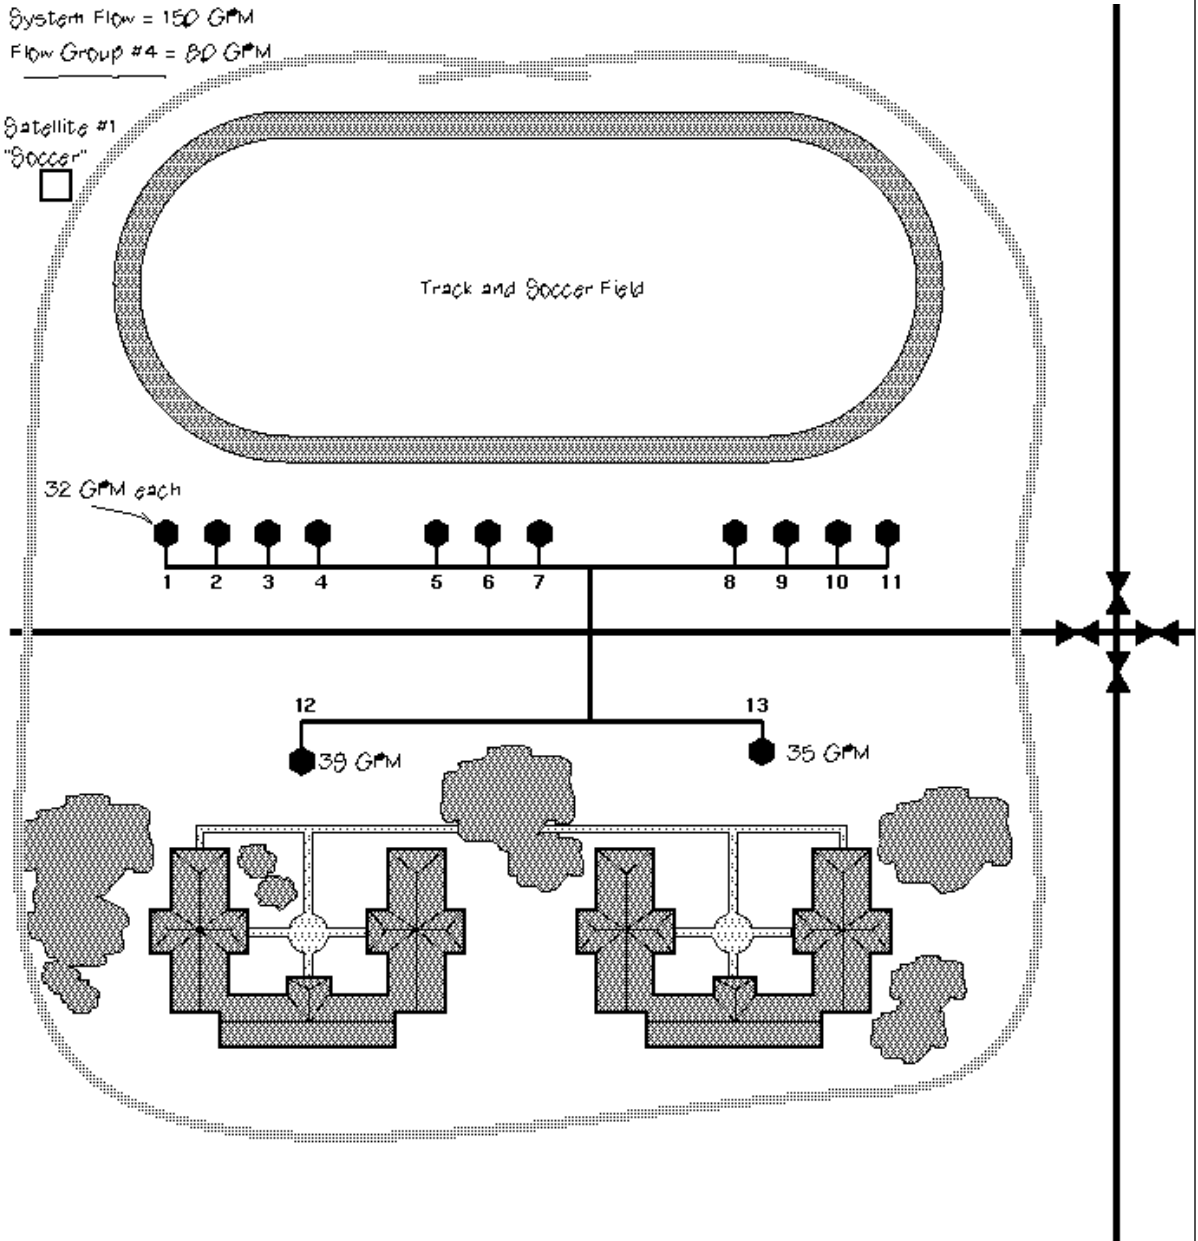 System Flow = 150 GPM
Flow Group #4 = 80 GPM
Satellite #1
"Soccer"
Track and Soccer Field
32 GPM each
1 2 3 4 5 6 7 8 9 10 11
12 13
38 GPM 35 GPM